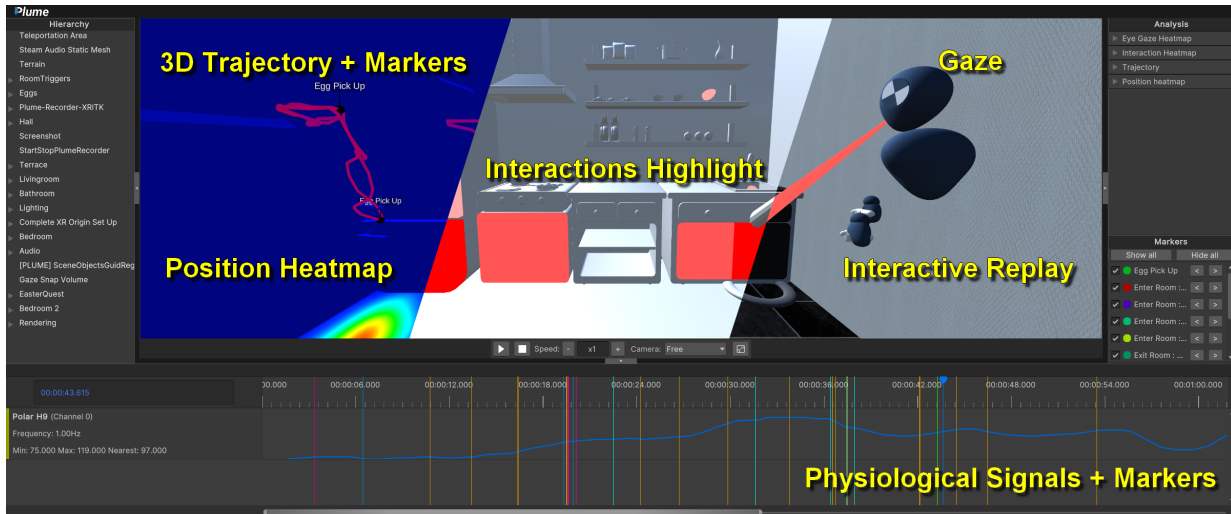 Plume
Hierarchy
Teleportation Area
Steam Audio Static Mesh
Terrain
RoomTriggers
Eggs
Plume-Recorder-XRITK
Hall
Screenshot
StartStopPlumeRecorder
Terrace
Livingroom
Bathroom
Lighting
Complete XR Origin Set Up
Bedroom
Audio
[PLUME] SceneObjectsGuidReg
Gaze Snap Volume
EasterQuest
Bedroom 2
Rendering
3D Trajectory + Markers
Egg Pick Up
Egg Pick Up
Position Heatmap
Interactions Highlight
Gaze
Interactive Replay
Speed: - x1 + Camera: Free
Analysis
Eye Gaze Heatmap
Interaction Heatmap
Trajectory
Position heatmap
Markers
Show all Hide all
Egg Pick Up < >
Enter Room :... < >
Enter Room :... < >
Enter Room :... < >
Enter Room :... < >
Exit Room : ... < >
00:00:43.615
00.000 00:00:06.000 00:00:12.000 00:00:18.000 00:00:24.000 00:00:30.000 00:00:36.000 00:00:42.000 00:00:48.000 00:00:54.000 00:01:00.000
Polar H9 (Channel 0)
Frequency: 1.00Hz
Min: 75.000 Max: 119.000 Nearest: 97.000
Physiological Signals + Markers